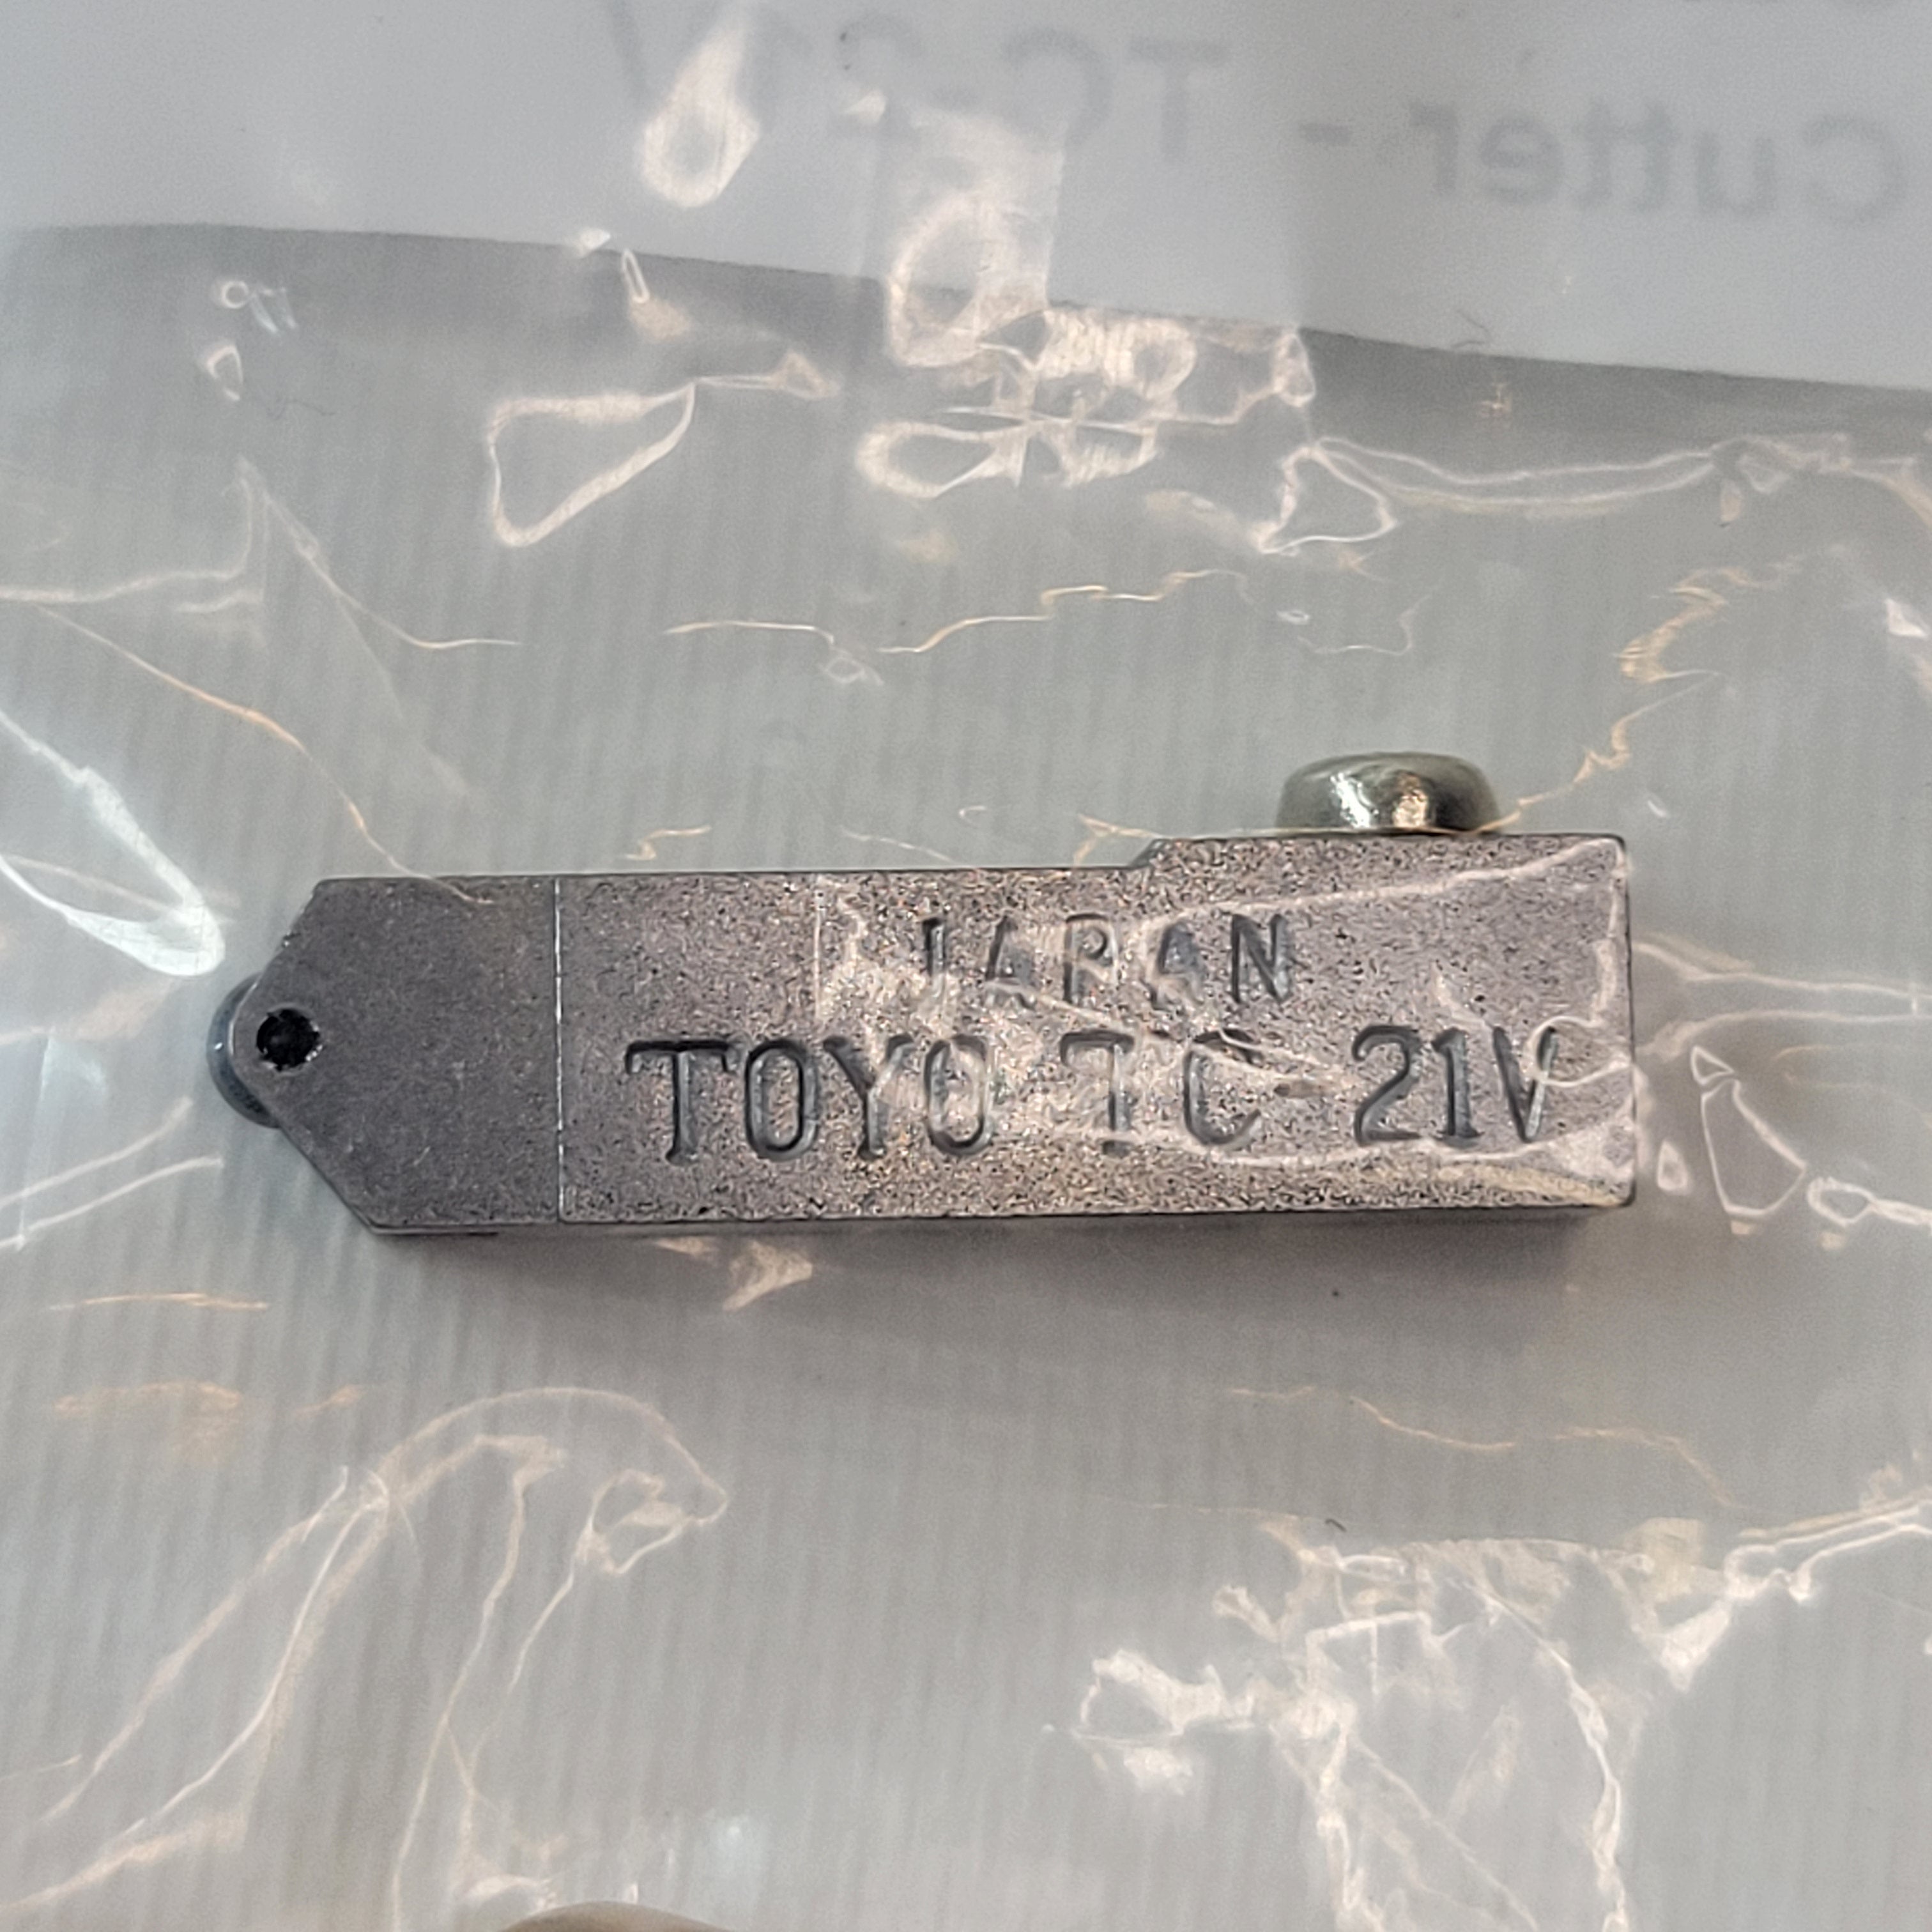 TC-21V
Cutter -
JAPAN
TOYO TC-21V